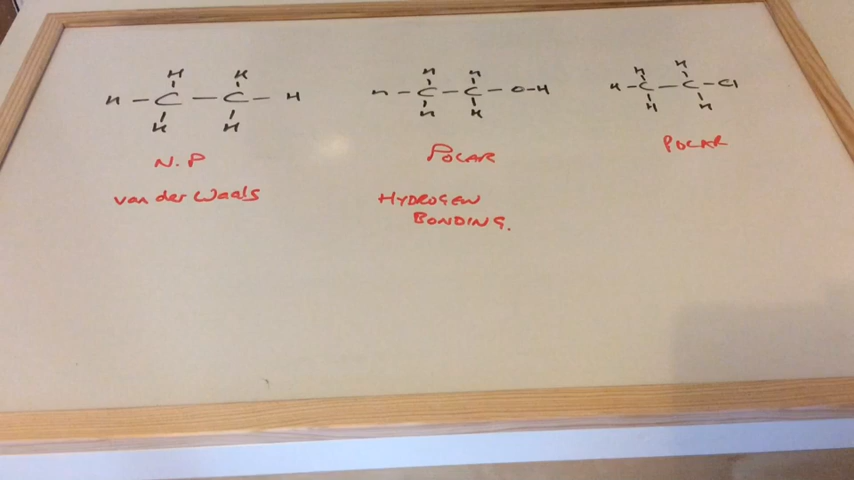 H H
H - C - C - H
H H
N.P
van der Waals
H H
H - C - C - O-H
H H
POLAR
HYDROGEN
BONDING.
H H
H - C - C - Cl
H H
POLAR